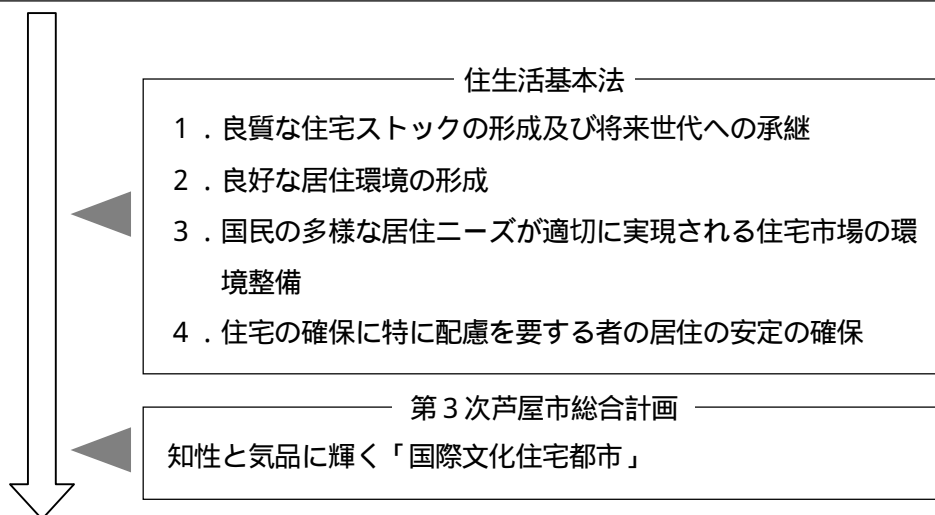 住生活基本法
１．良質な住宅ストックの形成及び将来世代への承継
２．良好な居住環境の形成
３．国民の多様な居住ニーズが適切に実現される住宅市場の環
境整備
４．住宅の確保に特に配慮を要する者の居住の安定の確保
第３次芦屋市総合計画
知性と気品に輝く「国際文化住宅都市」